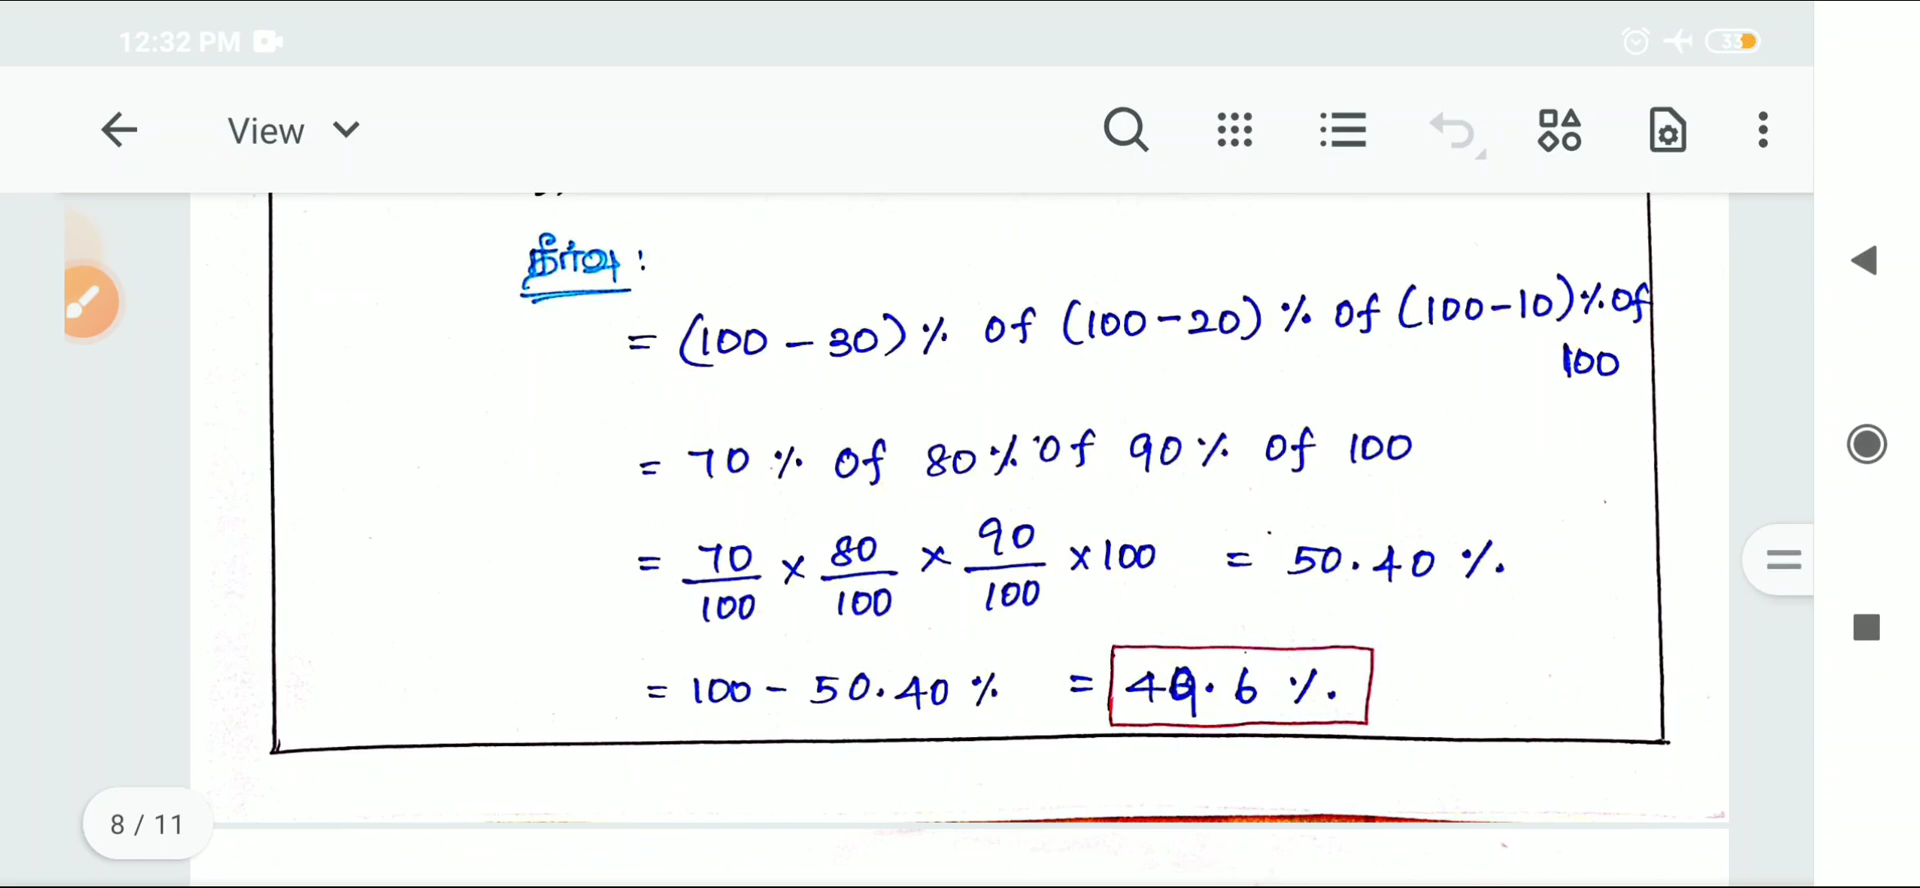 12:32 PM
33
View
தீர்வு :
= (100 - 30) % of (100-20) % of (100-10)% of
100
= 70 % of 80% of 90% of 100
= 70/100 × 80/100 × 90/100 × 100 = 50.40 %.
= 100 - 50.40 % = 49.6 %.
8 / 11